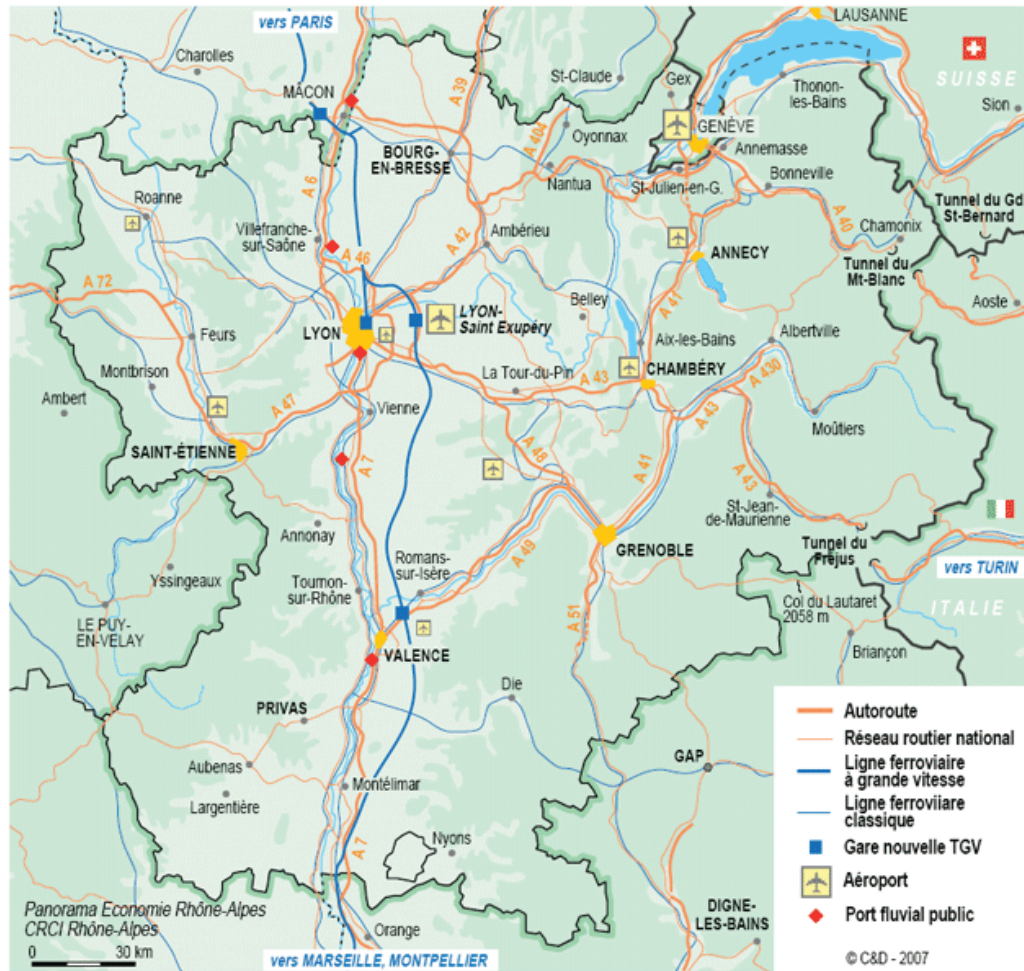 vers PARIS
LAUSANNE
Charolles
St-Claude
Gex
SUISSE
MÂCON
A 39
Thonon-
les-Bains
Sion
A 40
Oyonnax
GENÈVE
BOURG-
EN-BRESSE
Annemasse
Nantua
St-Julien-en-G.
Bonneville
Roanne
A 6
Tunnel du Gd
St-Bernard
Villefranche-
sur-Saône
A 42
Ambérieu
A 40
Chamonix
A 46
ANNECY
Tunnel du
Mt-Blanc
A 72
Belley
A 41
Aoste
LYON-
Saint Exupéry
LYON
Feurs
Aix-les-Bains
Albertville
Montbrison
La Tour-du-Pin
A 43
CHAMBÉRY
A 430
Ambert
A 47
Vienne
A 43
Moûtiers
SAINT-ÉTIENNE
A 7
A 48
A 41
A 43
St-Jean-
de-Maurienne
Annonay
GRENOBLE
Tunnel du
Fréjus
Romans-
sur-Isère
A 49
vers TURIN
Yssingeaux
Tournon-
sur-Rhône
A 51
Col du Lautaret
2058 m
ITALIE
LE PUY-
EN-VELAY
Briançon
VALENCE
Die
PRIVAS
GAP
Aubenas
Montélimar
Largentière
A 7
Nyons
DIGNE-
LES-BAINS
Orange
vers MARSEILLE, MONTPELLIER
Panorama Economie Rhône-Alpes
CRCI Rhône-Alpes
0 30 km
Autoroute
Réseau routier national
Ligne ferroviaire
à grande vitesse
Ligne ferroviiare
classique
Gare nouvelle TGV
Aéroport
Port fluvial public
© C&D - 2007